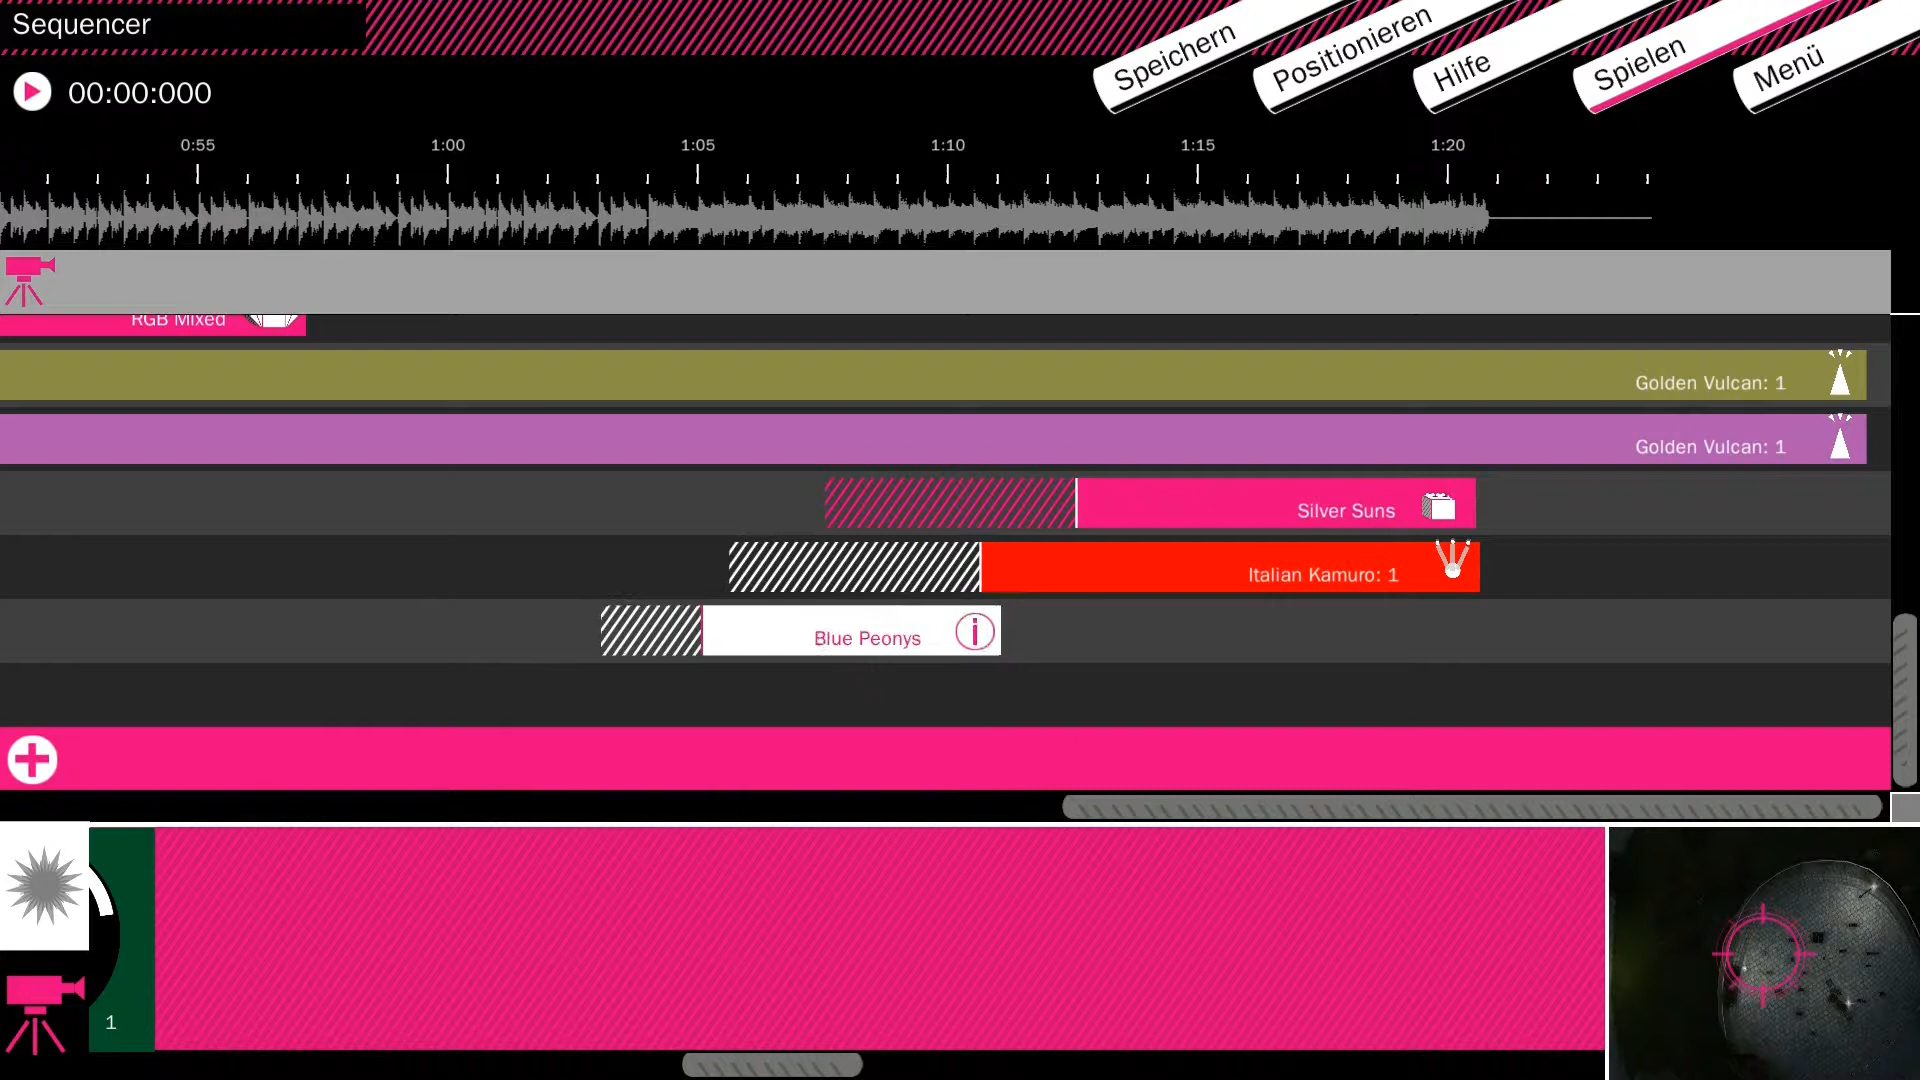 Sequencer
Speichern
Positionieren
Hilfe
Spielen
Menü
00:00:000
0:55
1:00
1:05
1:10
1:15
1:20
RGB Mixed
Golden Vulcan: 1
Golden Vulcan: 1
Silver Suns
Italian Kamuro: 1
Blue Peonys
1